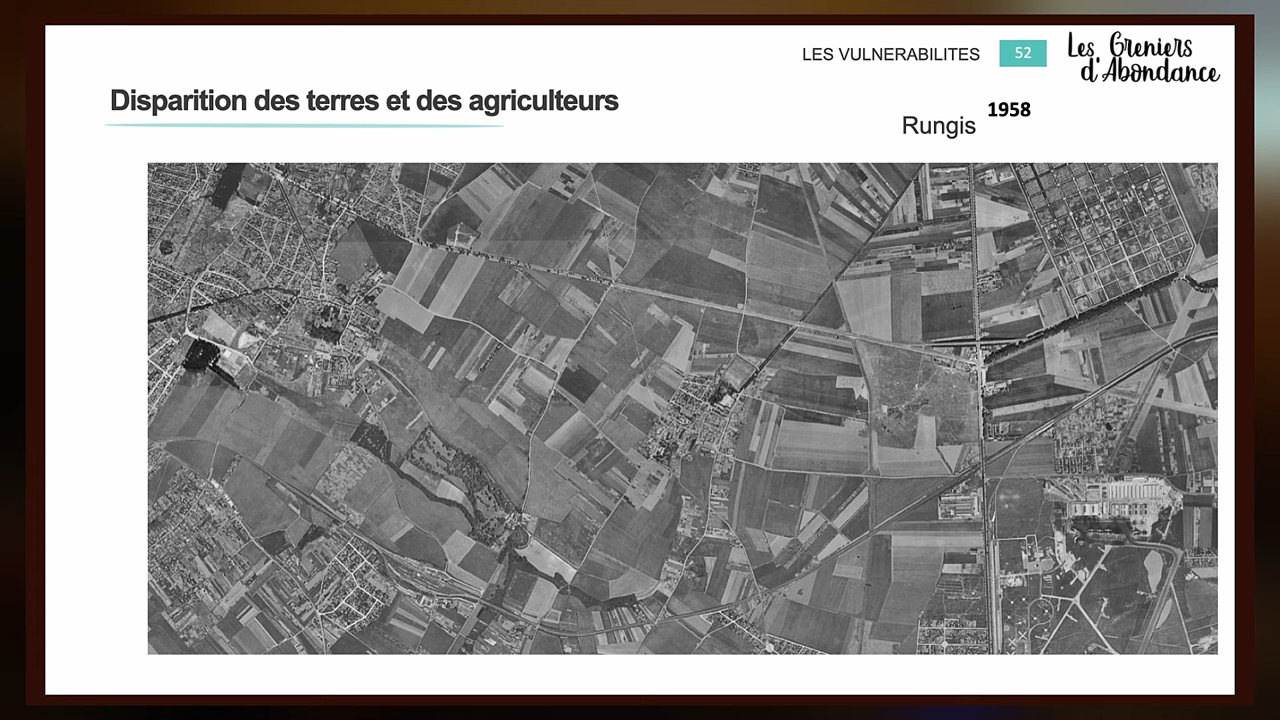 LES VULNERABILITES
52
Les Greniers
d'Abondance
Disparition des terres et des agriculteurs
Rungis
1958